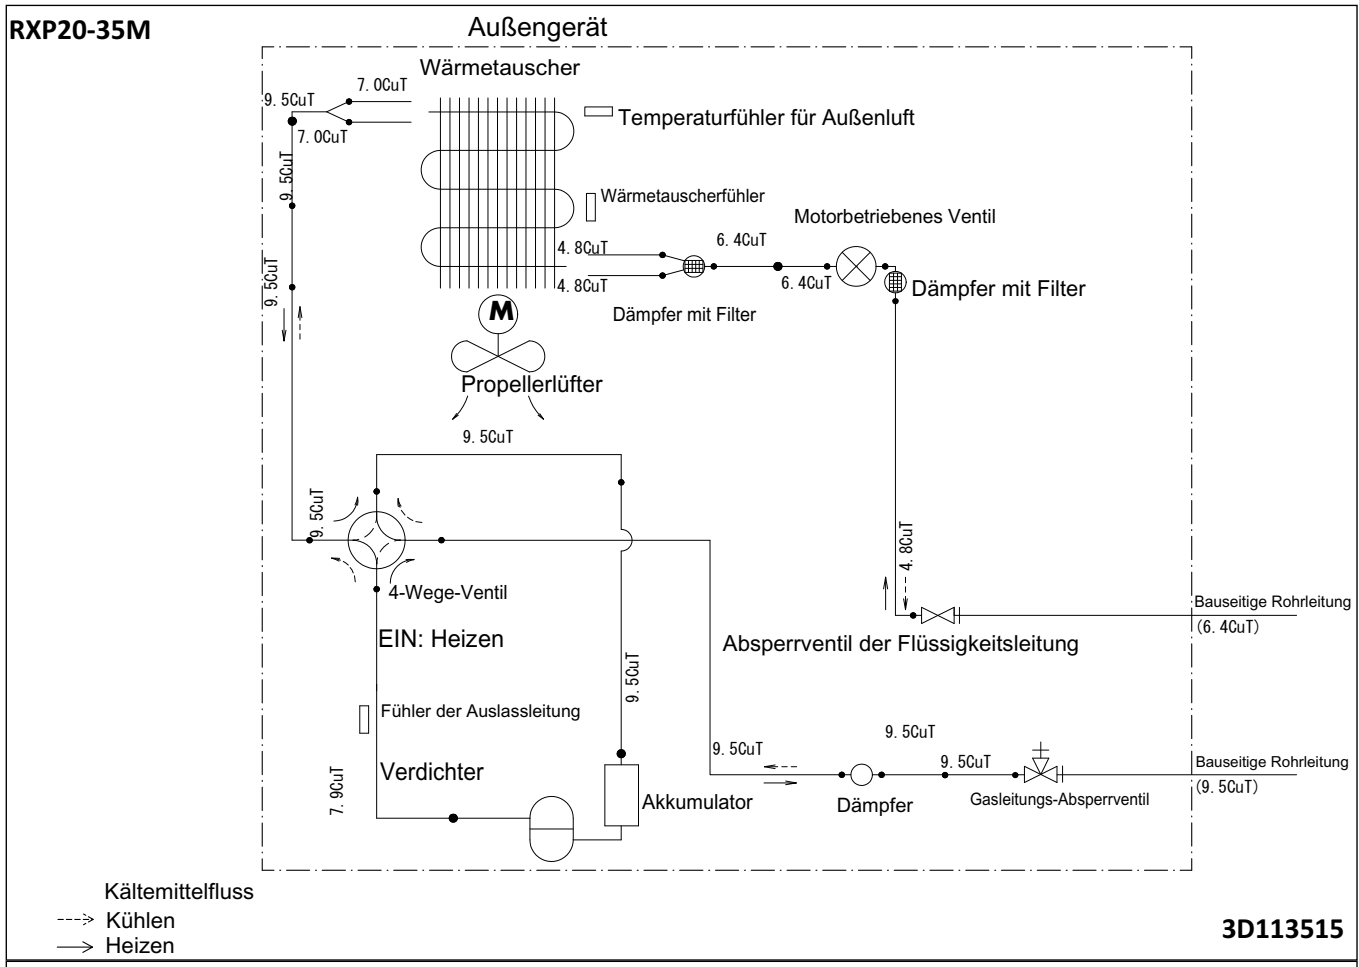 RXP20-35M
Außengerät
Wärmetauscher
7. 0CuT
9. 5CuT
7. 0CuT
Temperaturfühler für Außenluft
9. 5CuT
Wärmetauscherfühler
Motorbetriebenes Ventil
4. 8CuT
6. 4CuT
9. 5CuT
4. 8CuT
6. 4CuT
Dämpfer mit Filter
M
Dämpfer mit Filter
Propellerlüfter
9. 5CuT
9. 5CuT
4. 8CuT
4-Wege-Ventil
Bauseitige Rohrleitung
(6. 4CuT)
EIN: Heizen
Absperrventil der Flüssigkeitsleitung
9. 5CuT
Fühler der Auslassleitung
9. 5CuT
9. 5CuT
9. 5CuT
Bauseitige Rohrleitung
(9. 5CuT)
Verdichter
7. 9CuT
Akkumulator
Dämpfer
Gasleitungs-Absperrventil
Kältemittelfluss
Kühlen
Heizen
3D113515